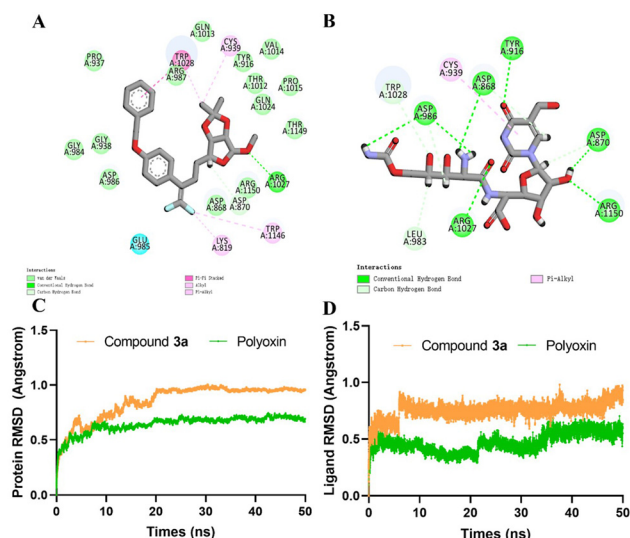 A
GLN
A:1013
CYS
A:939
VAL
A:1014
PRO
A:937
TRP
A:1028
TYR
A:916
ARG
A:987
THR
A:1012
PRO
A:1015
GLN
A:1024
THR
A:1149
GLY
A:984
GLY
A:938
ASP
A:986
ARG
A:1150
ARG
A:1027
ASP
A:868
ASP
A:870
TRP
A:1146
GLU
A:985
LYS
A:819
Interactions
van der Waals
Conventional Hydrogen Bond
Carbon Hydrogen Bond
Pi-Pi Stacked
Alkyl
Pi-Alkyl
B
TYR
A:916
CYS
A:939
ASP
A:868
TRP
A:1028
ASP
A:986
ASP
A:870
ARG
A:1150
ARG
A:1027
LEU
A:983
Interactions
Conventional Hydrogen Bond
Carbon Hydrogen Bond
Pi-Alkyl
C
Compound 3a
Polyoxin
Protein RMSD (Angstrom)
1.5
1.0
0.5
0.0
0 10 20 30 40 50
Times (ns)
D
Compound 3a
Polyoxin
Ligand RMSD (Angstrom)
1.5
1.0
0.5
0.0
0 10 20 30 40 50
Times (ns)